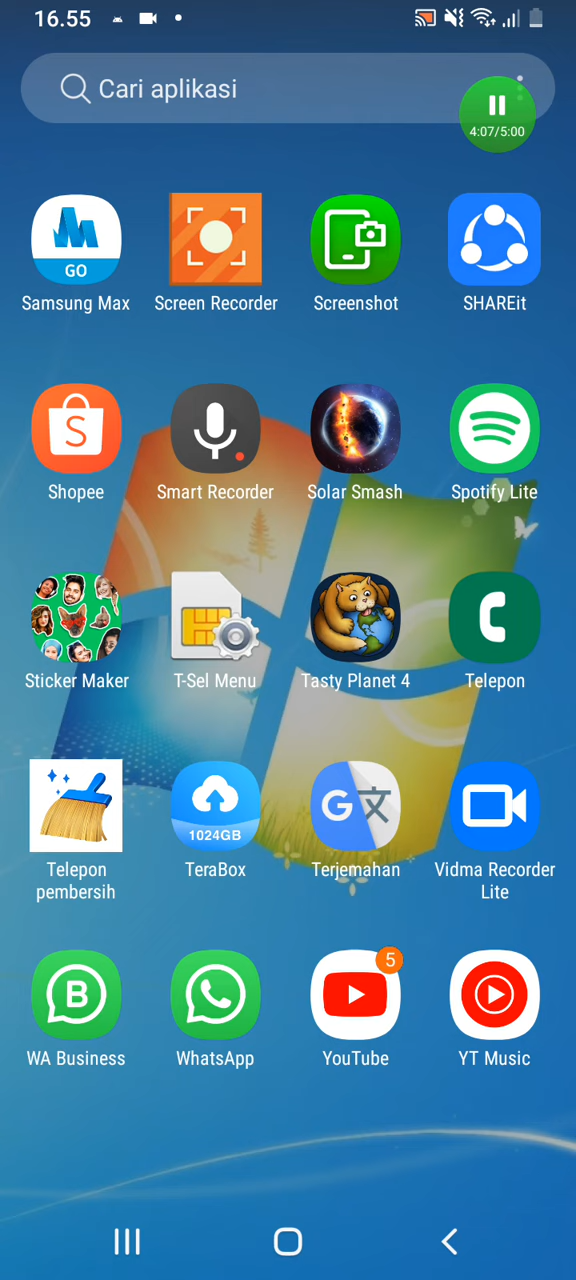 16.55
Cari aplikasi
4:07/5:00
GO
Samsung Max
Screen Recorder
Screenshot
SHAREit
S
Shopee
Smart Recorder
Solar Smash
Spotify Lite
Sticker Maker
T-Sel Menu
Tasty Planet 4
Telepon
1024GB
G文
Telepon
pembersih
TeraBox
Terjemahan
Vidma Recorder
Lite
B
5
WA Business
WhatsApp
YouTube
YT Music